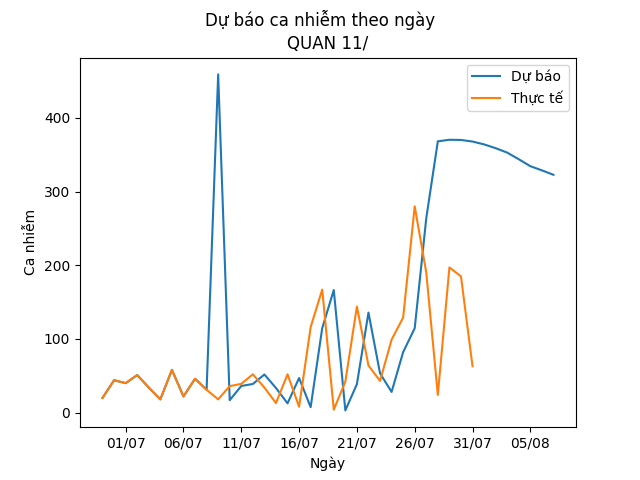 Dự báo ca nhiễm theo ngày
QUAN 11/
Dự báo
Thực tế
Ca nhiễm
400
300
200
100
0
01/07 06/07 11/07 16/07 21/07 26/07 31/07 05/08
Ngày